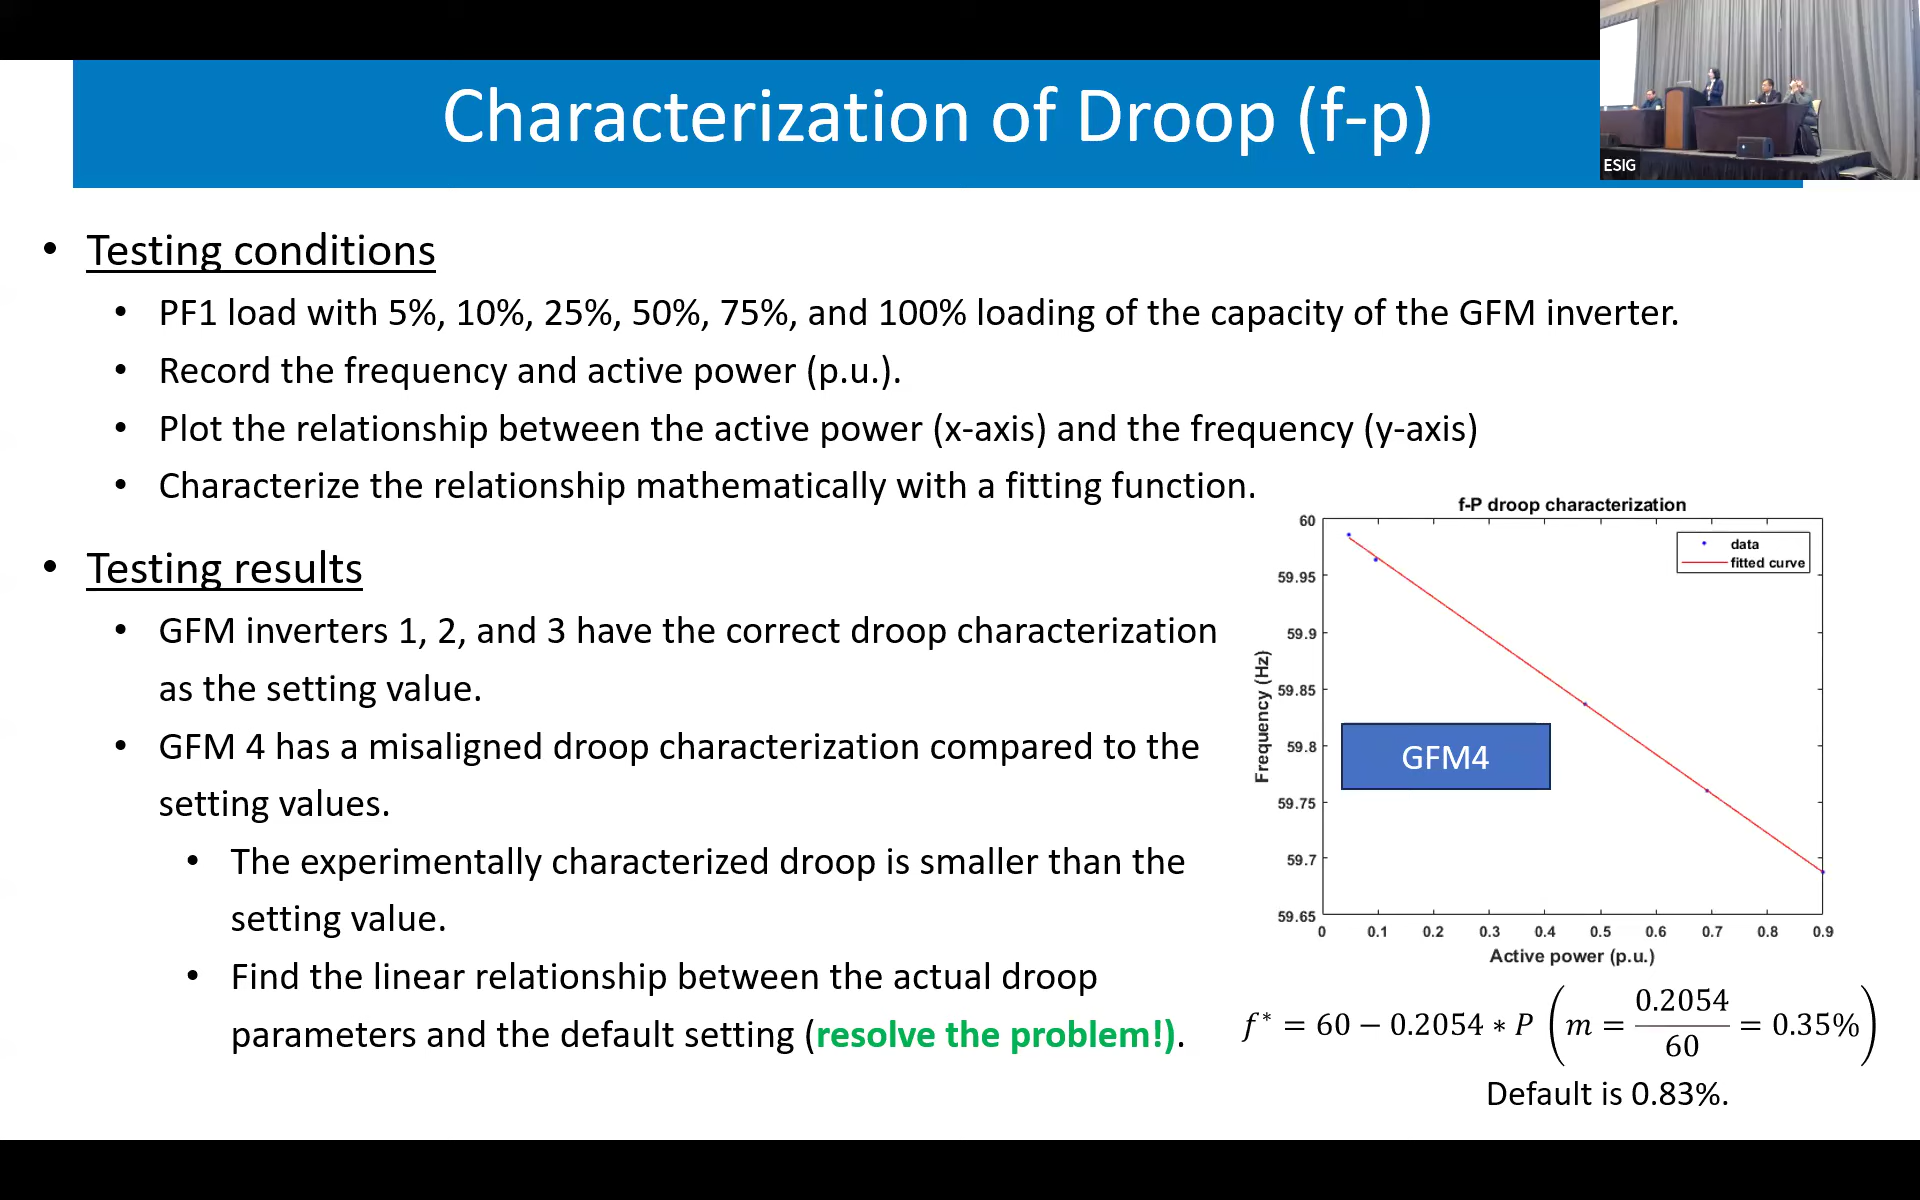 Characterization of Droop (f-p)
ESIG
• Testing conditions
• PF1 load with 5%, 10%, 25%, 50%, 75%, and 100% loading of the capacity of the GFM inverter.
• Record the frequency and active power (p.u.).
• Plot the relationship between the active power (x-axis) and the frequency (y-axis)
• Characterize the relationship mathematically with a fitting function.
• Testing results
• GFM inverters 1, 2, and 3 have the correct droop characterization
as the setting value.
• GFM 4 has a misaligned droop characterization compared to the
setting values.
• The experimentally characterized droop is smaller than the
setting value.
• Find the linear relationship between the actual droop
parameters and the default setting (resolve the problem!).
f-P droop characterization
data
fitted curve
60
59.95
59.9
59.85
59.8
59.75
59.7
59.65
Frequency (Hz)
GFM4
0 0.1 0.2 0.3 0.4 0.5 0.6 0.7 0.8 0.9
Active power (p.u.)
f* = 60 − 0.2054 ∗ P (m = 0.2054/60 = 0.35%)
Default is 0.83%.